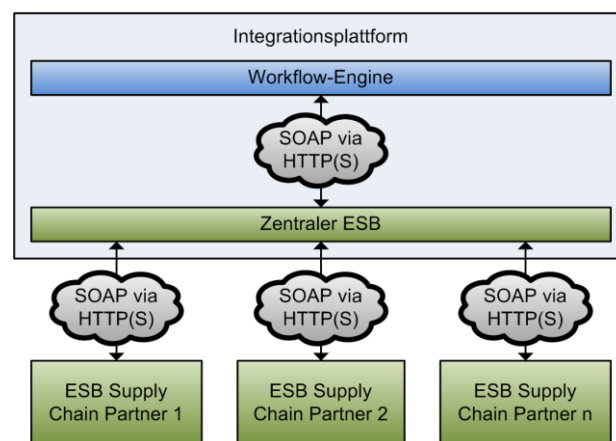 Integrationsplattform
Workflow-Engine
SOAP via
HTTP(S)
Zentraler ESB
SOAP via
HTTP(S)
SOAP via
HTTP(S)
SOAP via
HTTP(S)
ESB Supply
Chain Partner 1
ESB Supply
Chain Partner 2
ESB Supply
Chain Partner n